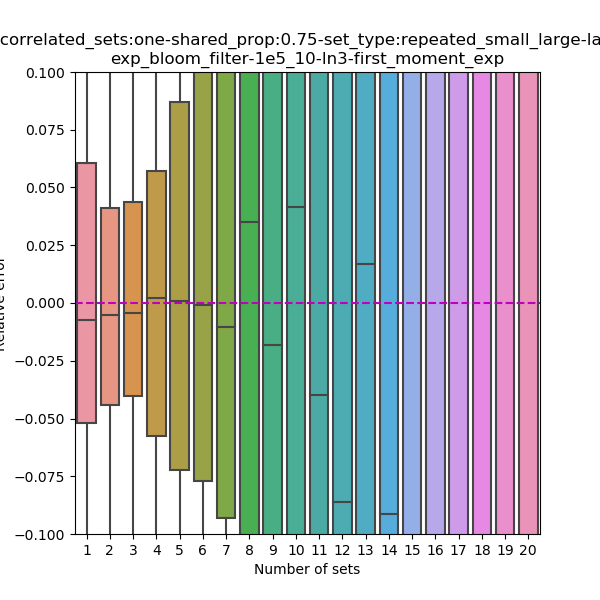 correlated_sets:one-shared_prop:0.75-set_type:repeated_small_large-la
exp_bloom_filter-1e5_10-ln3-first_moment_exp
0.100
0.075
0.050
0.025
0.000
−0.025
−0.050
−0.075
−0.100
Relative error
1 2 3 4 5 6 7 8 9 10 11 12 13 14 15 16 17 18 19 20
Number of sets